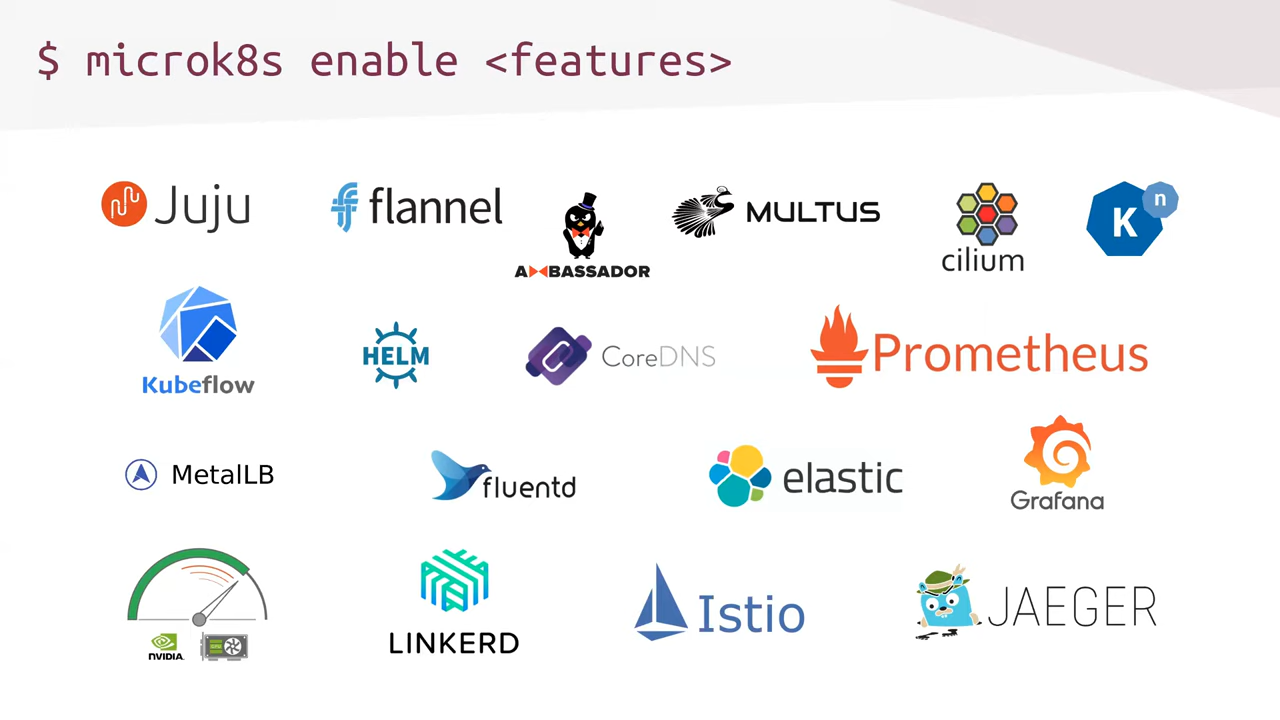 $ microk8s enable <features>
Juju
flannel
AMBASSADOR
MULTUS
cilium
K
n
Kubeflow
HELM
CoreDNS
Prometheus
MetalLB
fluentd
elastic
Grafana
NVIDIA
LINKERD
Istio
JAEGER